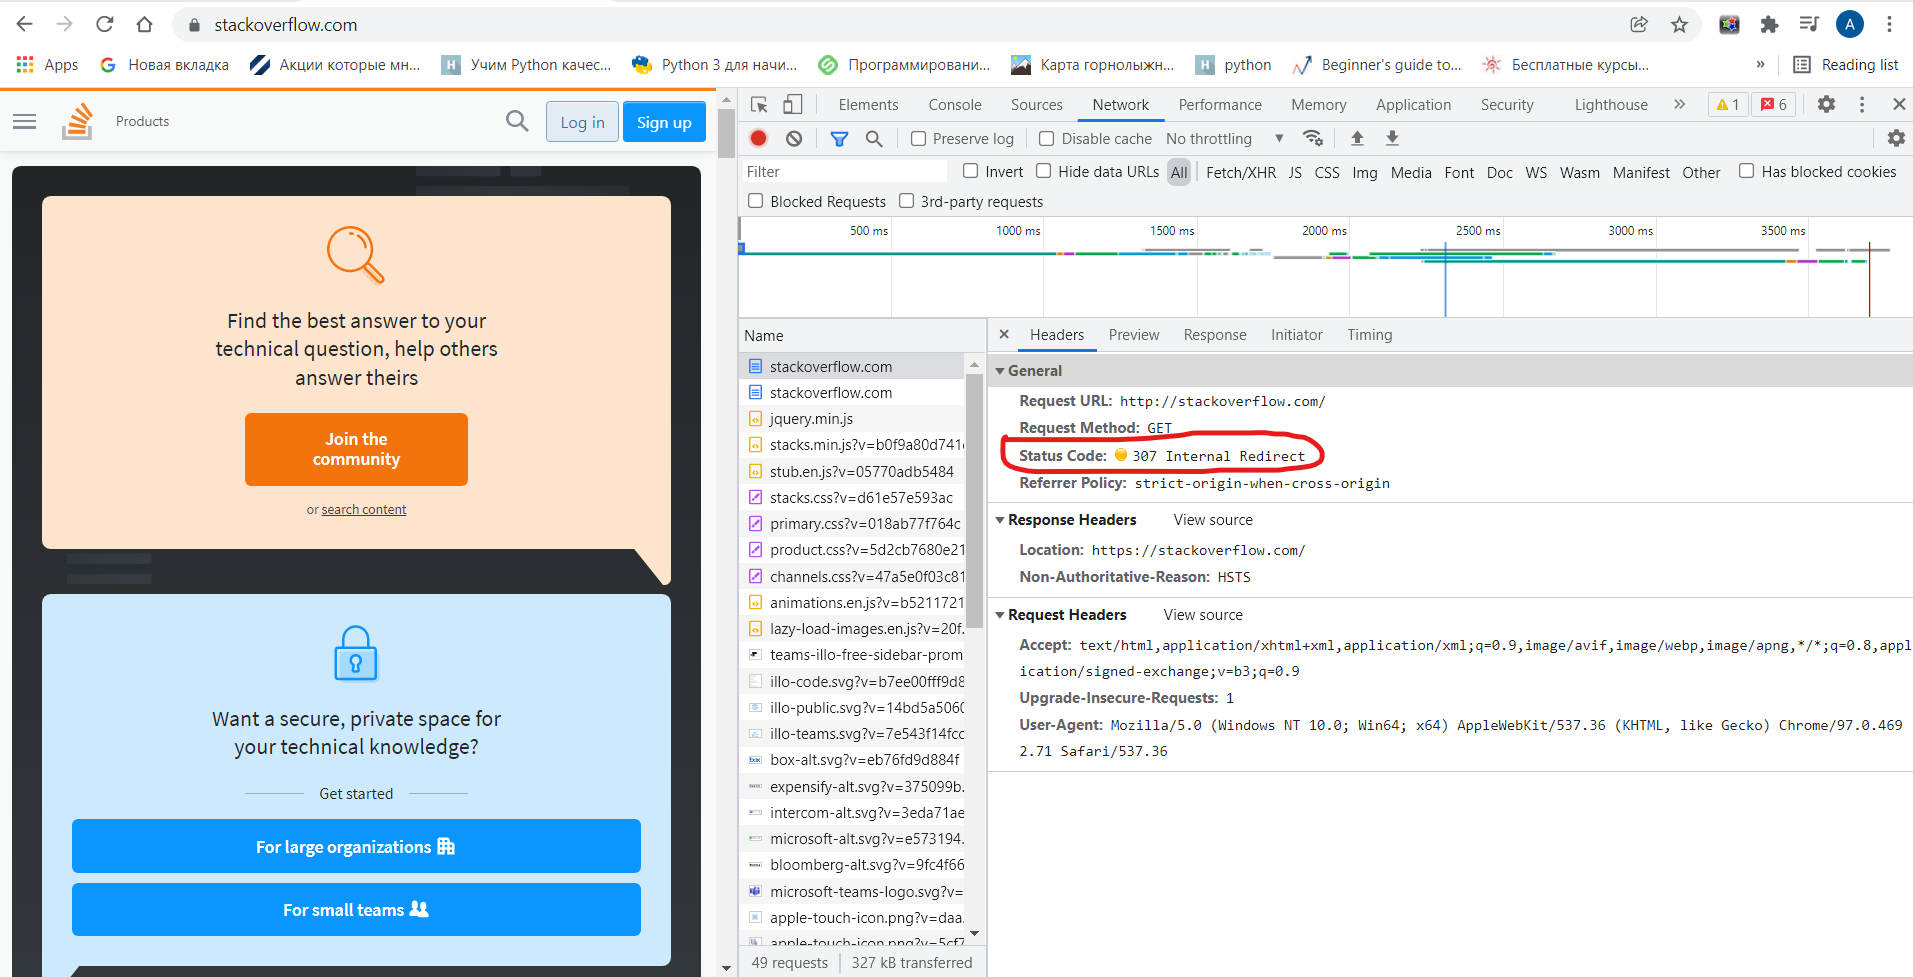 stackoverflow.com
A
Apps
Новая вкладка
Акции которые мн...
Учим Python качес...
Python 3 для начи...
Программировани...
Карта горнолыжн...
python
Beginner's guide to...
Бесплатные курсы...
»
Reading list
Products
Log in
Sign up
Find the best answer to your
technical question, help others
answer theirs
Join the
community
or search content
Want a secure, private space for
your technical knowledge?
Get started
For large organizations
For small teams
Elements Console Sources Network Performance Memory Application Security Lighthouse » 1 6
Preserve log Disable cache No throttling
Filter Invert Hide data URLs All Fetch/XHR JS CSS Img Media Font Doc WS Wasm Manifest Other Has blocked cookies
Blocked Requests 3rd-party requests
500 ms 1000 ms 1500 ms 2000 ms 2500 ms 3000 ms 3500 ms
Name
stackoverflow.com
stackoverflow.com
jquery.min.js
stacks.min.js?v=b0f9a80d741
stub.en.js?v=05770adb5484
stacks.css?v=d61e57e593ac
primary.css?v=018ab77f764c
product.css?v=5d2cb7680e21
channels.css?v=47a5e0f03c81
animations.en.js?v=b5211721
lazy-load-images.en.js?v=20f.
teams-illo-free-sidebar-prom
illo-code.svg?v=b7ee00fff9d8
illo-public.svg?v=14bd5a5060
illo-teams.svg?v=7e543f14fcc
box-alt.svg?v=eb76fd9d884f
expensify-alt.svg?v=375099b.
intercom-alt.svg?v=3eda71ae
microsoft-alt.svg?v=e573194.
bloomberg-alt.svg?v=9fc4f66
microsoft-teams-logo.svg?v=
apple-touch-icon.png?v=daa.
apple-touch-icon.png?v=5cf7
49 requests 327 kB transferred
Headers Preview Response Initiator Timing
General
Request URL: http://stackoverflow.com/
Request Method: GET
Status Code: 307 Internal Redirect
Referrer Policy: strict-origin-when-cross-origin
Response Headers View source
Location: https://stackoverflow.com/
Non-Authoritative-Reason: HSTS
Request Headers View source
Accept: text/html,application/xhtml+xml,application/xml;q=0.9,image/avif,image/webp,image/apng,*/*;q=0.8,appl
ication/signed-exchange;v=b3;q=0.9
Upgrade-Insecure-Requests: 1
User-Agent: Mozilla/5.0 (Windows NT 10.0; Win64; x64) AppleWebKit/537.36 (KHTML, like Gecko) Chrome/97.0.469
2.71 Safari/537.36